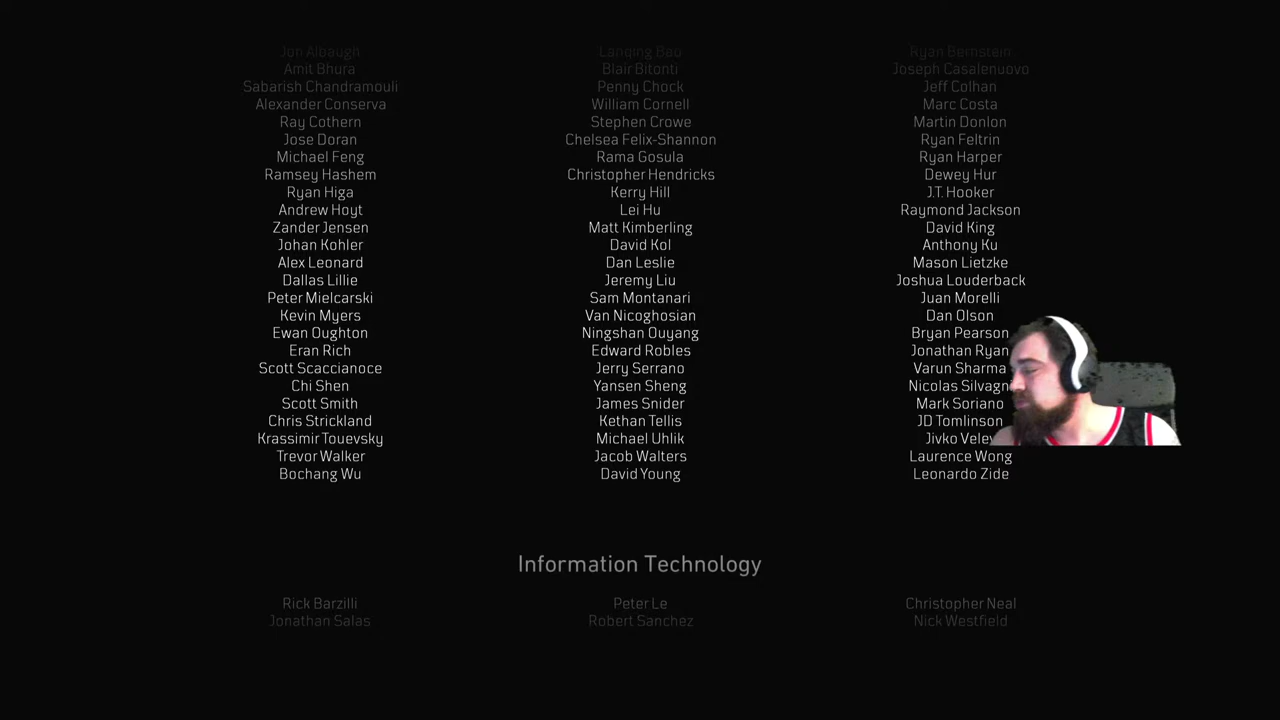 Jon Albaugh Lanqing Bao Ryan Bernstein
Amit Bhura Blair Bitonti Joseph Casalenuovo
Sabarish Chandramouli Penny Chock Jeff Colhan
Alexander Conserva William Cornell Marc Costa
Ray Cothern Stephen Crowe Martin Donlon
Jose Doran Chelsea Felix-Shannon Ryan Feltrin
Michael Feng Rama Gosula Ryan Harper
Ramsey Hashem Christopher Hendricks Dewey Hur
Ryan Higa Kerry Hill J.T. Hooker
Andrew Hoyt Lei Hu Raymond Jackson
Zander Jensen Matt Kimberling David King
Johan Kohler David Kol Anthony Ku
Alex Leonard Dan Leslie Mason Lietzke
Dallas Lillie Jeremy Liu Joshua Louderback
Peter Mielcarski Sam Montanari Juan Morelli
Kevin Myers Van Nicoghosian Dan Olson
Ewan Oughton Ningshan Ouyang Bryan Pearson
Eran Rich Edward Robles Jonathan Ryan
Scott Scaccianoce Jerry Serrano Varun Sharma
Chi Shen Yansen Sheng Nicolas Silvagni
Scott Smith James Snider Mark Soriano
Chris Strickland Kethan Tellis JD Tomlinson
Krassimir Touevsky Michael Uhlik Jivko Velev
Trevor Walker Jacob Walters Laurence Wong
Bochang Wu David Young Leonardo Zide
Information Technology
Rick Barzilli Peter Le Christopher Neal
Jonathan Salas Robert Sanchez Nick Westfield